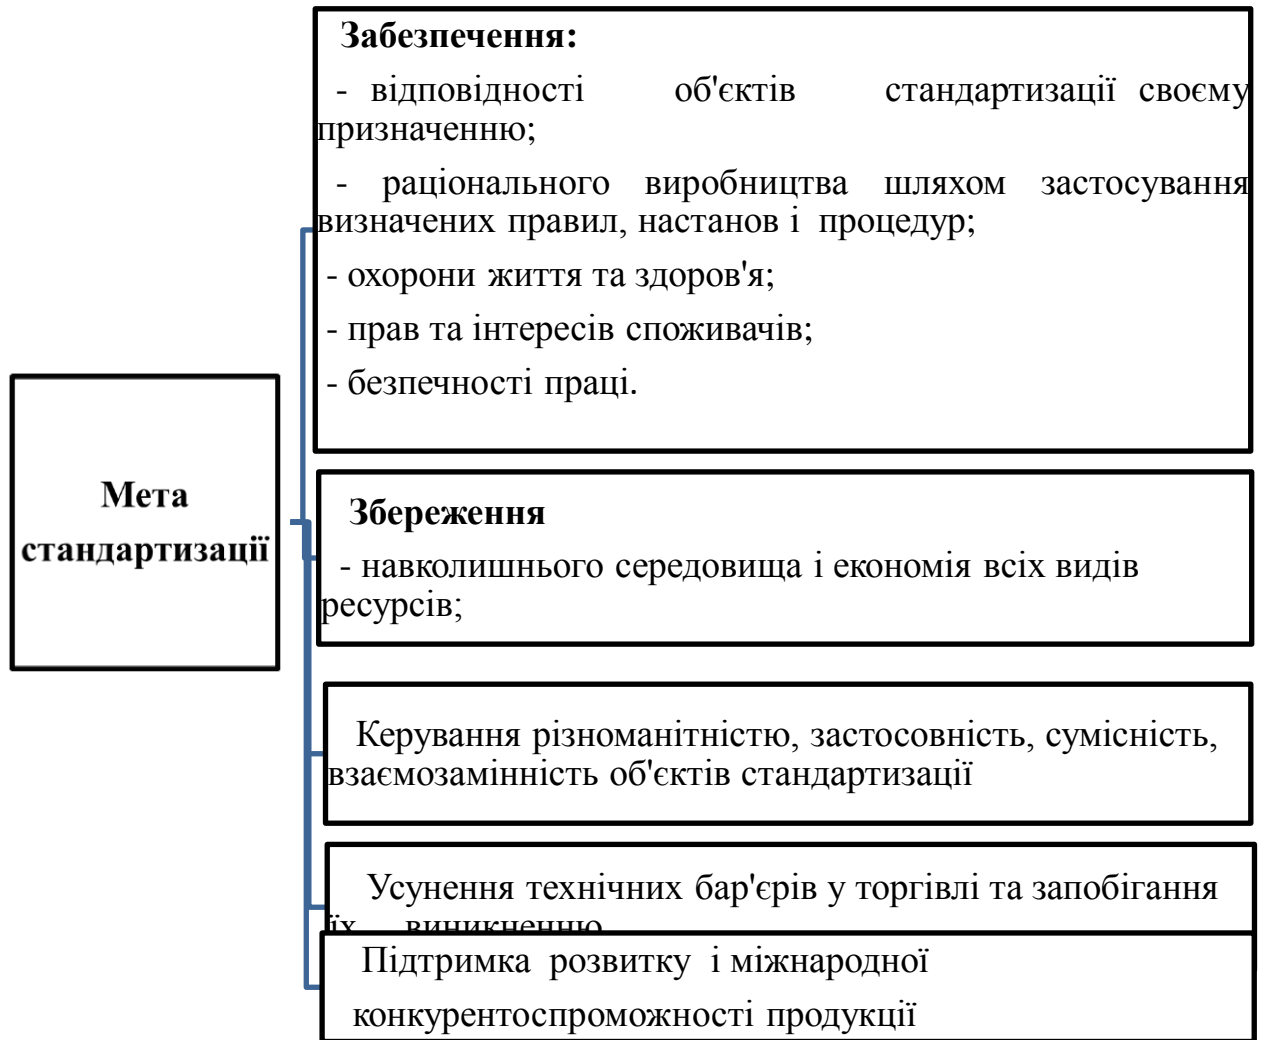 Забезпечення:
- відповідності об'єктів стандартизації своєму
призначенню;
- раціонального виробництва шляхом застосування
визначених правил, настанов і процедур;
- охорони життя та здоров'я;
- прав та інтересів споживачів;
- безпечності праці.
Мета
стандартизації
Збереження
- навколишнього середовища і економія всіх видів
ресурсів;
Керування різноманітністю, застосовність, сумісність,
взаємозамінність об'єктів стандартизації
Усунення технічних бар'єрів у торгівлі та запобігання
їх виникненню
Підтримка розвитку і міжнародної
конкурентоспроможності продукції